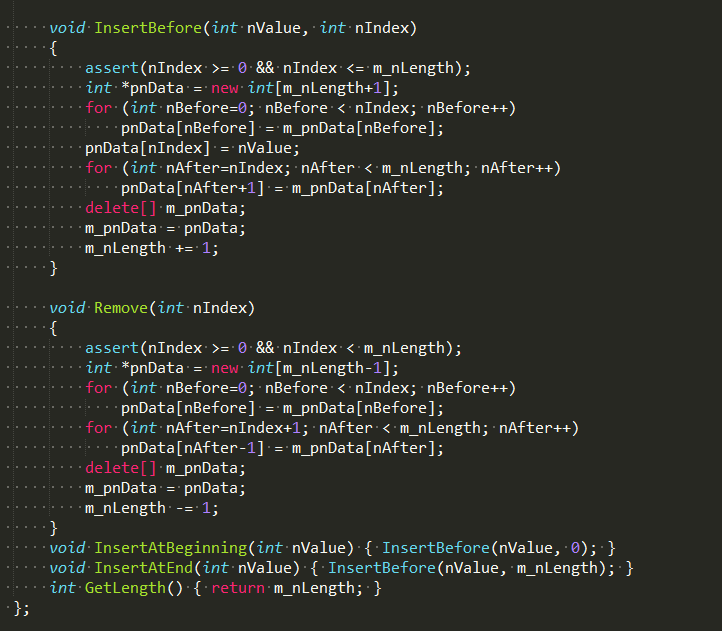 void InsertBefore(int nValue, int nIndex)
{
assert(nIndex >= 0 && nIndex <= m_nLength);
int *pnData = new int[m_nLength+1];
for (int nBefore=0; nBefore < nIndex; nBefore++)
pnData[nBefore] = m_pnData[nBefore];
pnData[nIndex] = nValue;
for (int nAfter=nIndex; nAfter < m_nLength; nAfter++)
pnData[nAfter+1] = m_pnData[nAfter];
delete[] m_pnData;
m_pnData = pnData;
m_nLength += 1;
}
void Remove(int nIndex)
{
assert(nIndex >= 0 && nIndex < m_nLength);
int *pnData = new int[m_nLength-1];
for (int nBefore=0; nBefore < nIndex; nBefore++)
pnData[nBefore] = m_pnData[nBefore];
for (int nAfter=nIndex+1; nAfter < m_nLength; nAfter++)
pnData[nAfter-1] = m_pnData[nAfter];
delete[] m_pnData;
m_pnData = pnData;
m_nLength -= 1;
}
void InsertAtBeginning(int nValue) { InsertBefore(nValue, 0); }
void InsertAtEnd(int nValue) { InsertBefore(nValue, m_nLength); }
int GetLength() { return m_nLength; }
};